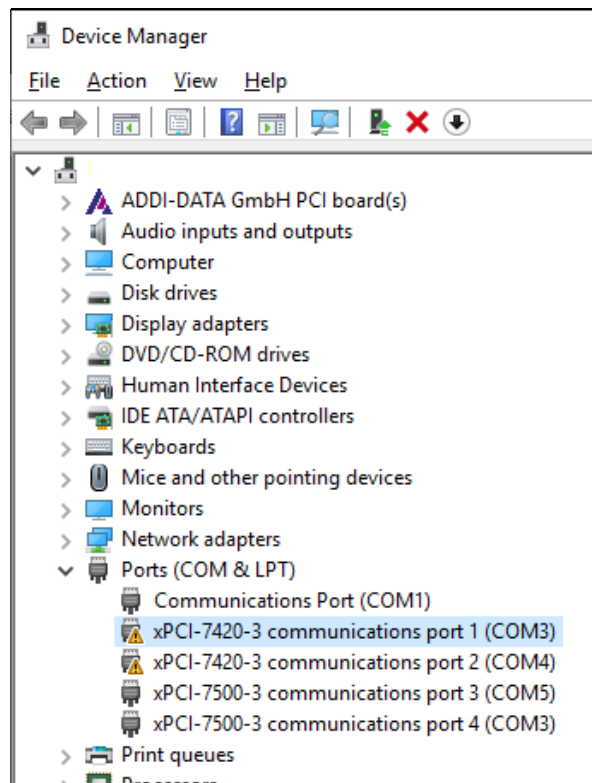 Device Manager
File Action View Help
ADDI-DATA GmbH PCI board(s)
Audio inputs and outputs
Computer
Disk drives
Display adapters
DVD/CD-ROM drives
Human Interface Devices
IDE ATA/ATAPI controllers
Keyboards
Mice and other pointing devices
Monitors
Network adapters
Ports (COM & LPT)
Communications Port (COM1)
xPCI-7420-3 communications port 1 (COM3)
xPCI-7420-3 communications port 2 (COM4)
xPCI-7500-3 communications port 3 (COM5)
xPCI-7500-3 communications port 4 (COM3)
Print queues